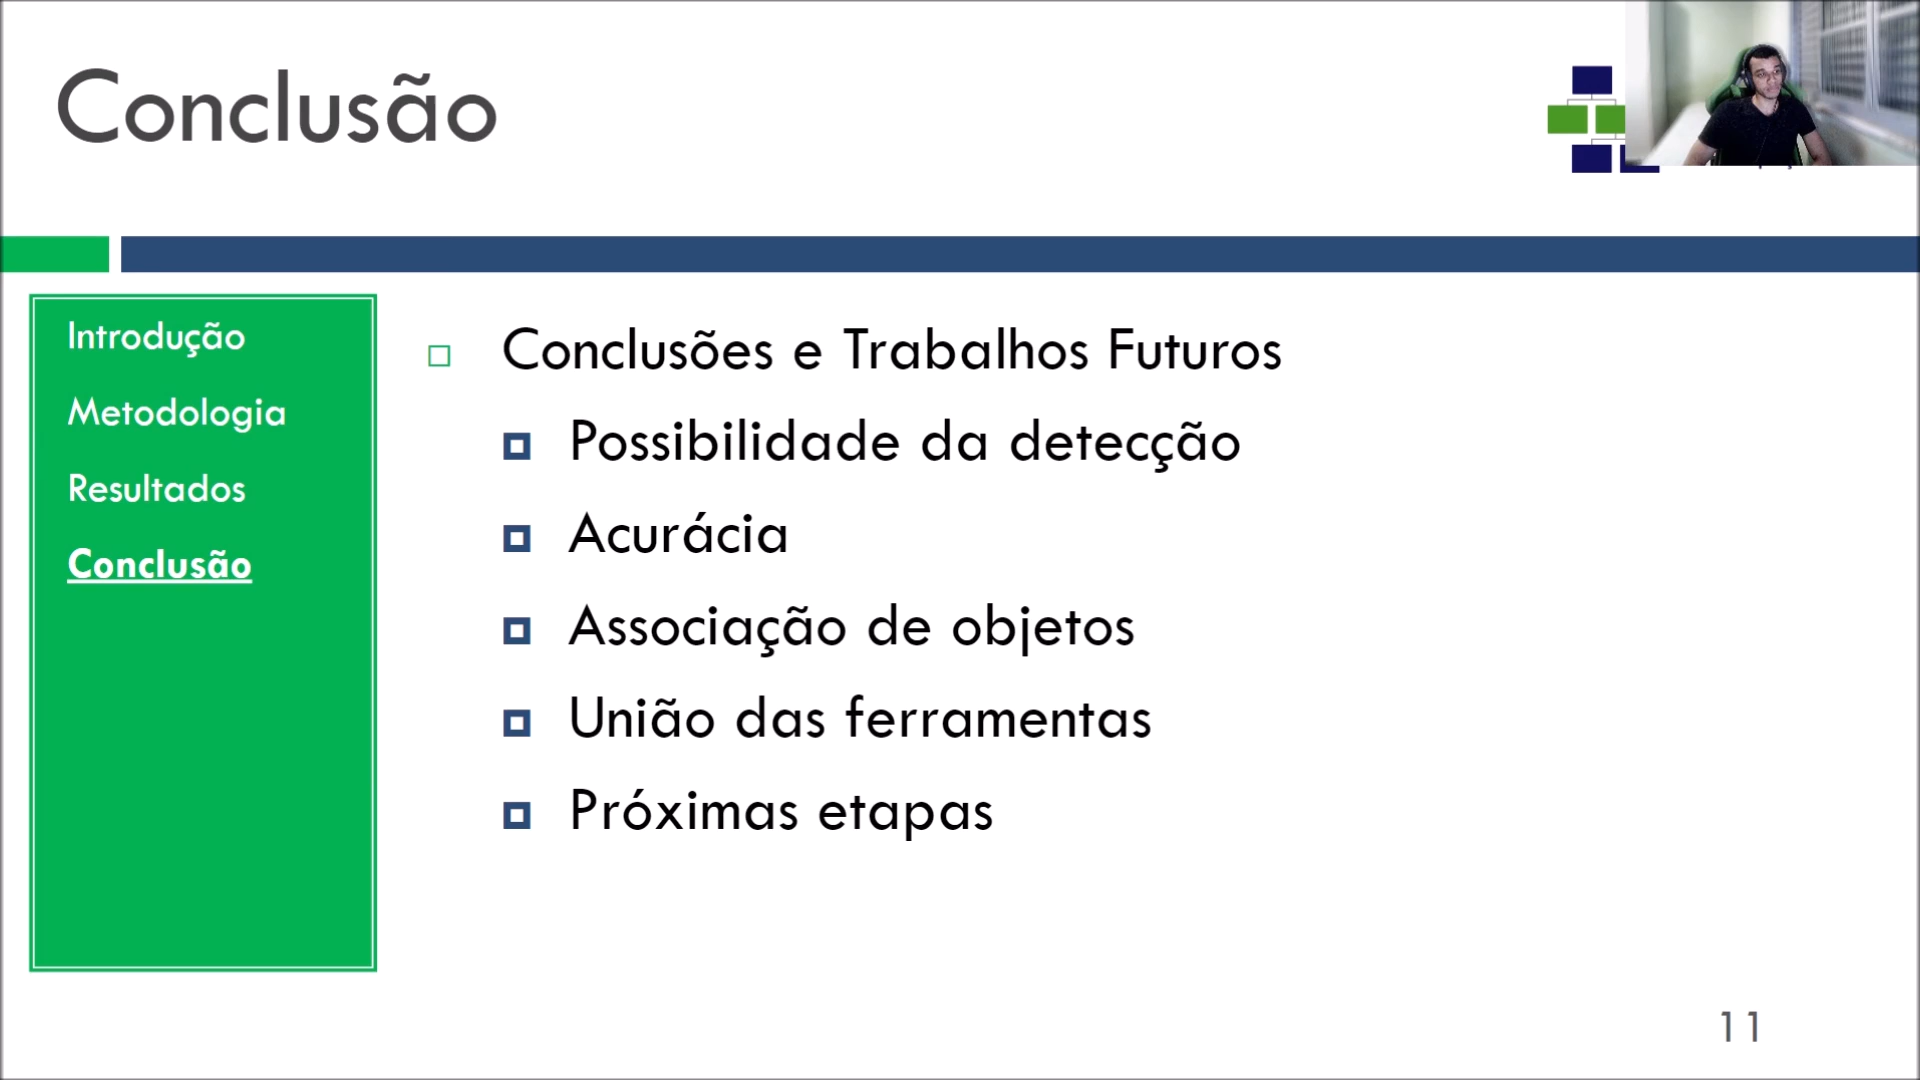 Conclusão
Introdução
Metodologia
Resultados
Conclusão
Conclusões e Trabalhos Futuros
Possibilidade da detecção
Acurácia
Associação de objetos
União das ferramentas
Próximas etapas
11